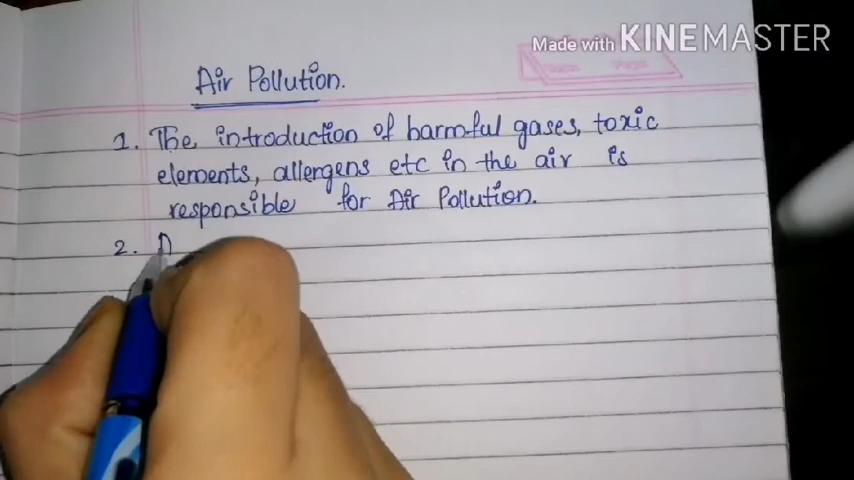 Made with KINEMASTER
Air Pollution.
1. The introduction of harmful gases, toxic
elements, allergens etc in the air is
responsible for Air Pollution.
2. A